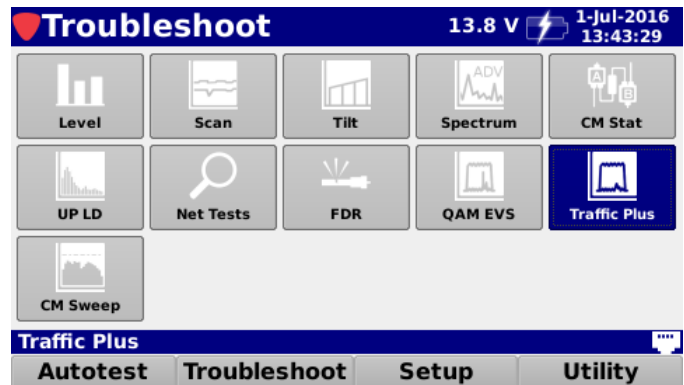 Troubleshoot
13.8 V
1-Jul-2016
13:43:29
Level
Scan
Tilt
ADV
Spectrum
A
B
CM Stat
UP LD
Net Tests
FDR
QAM EVS
Traffic Plus
CM Sweep
Traffic Plus
Autotest
Troubleshoot
Setup
Utility